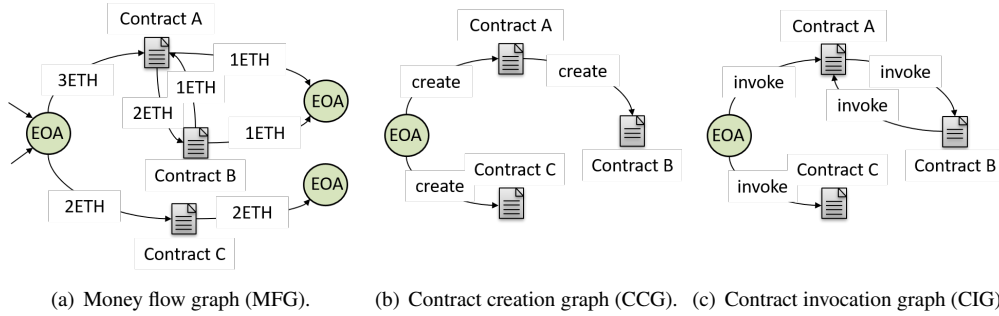 Contract A
3ETH
1ETH
1ETH
2ETH
EOA
EOA
1ETH
Contract B
EOA
2ETH
2ETH
Contract C
(a) Money flow graph (MFG).
Contract A
create
create
EOA
Contract B
Contract C
create
(b) Contract creation graph (CCG).
Contract A
invoke
invoke
invoke
EOA
Contract B
Contract C
invoke
(c) Contract invocation graph (CIG)